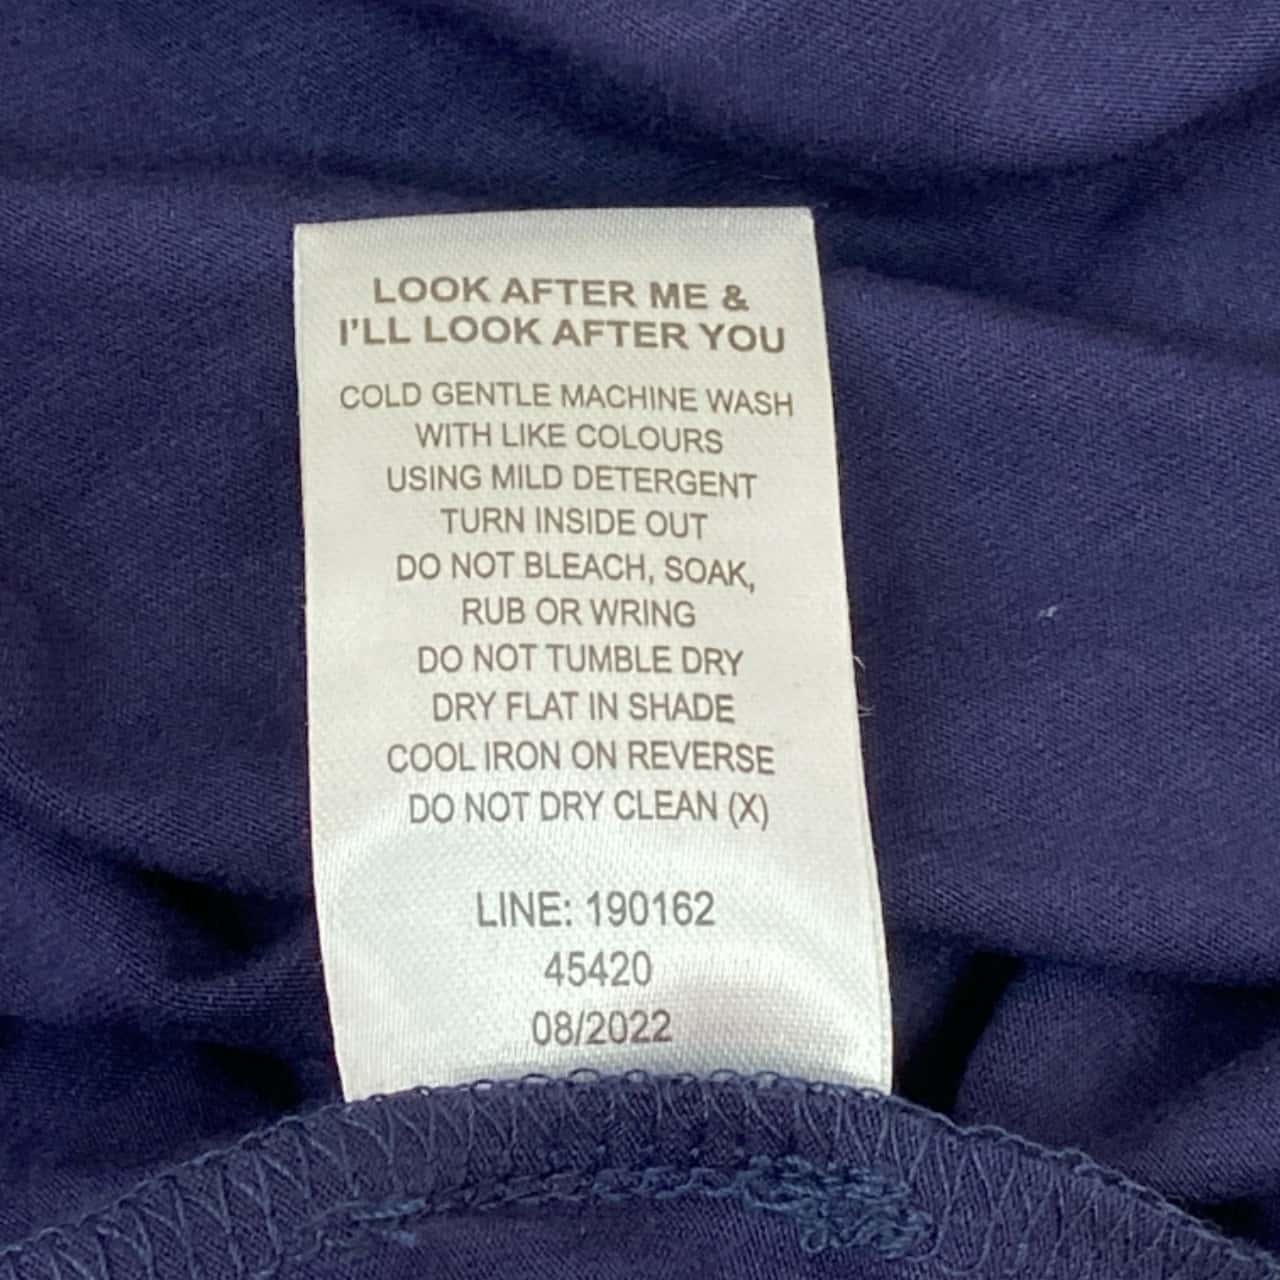 LOOK AFTER ME &
I'LL LOOK AFTER YOU
COLD GENTLE MACHINE WASH
WITH LIKE COLOURS
USING MILD DETERGENT
TURN INSIDE OUT
DO NOT BLEACH, SOAK,
RUB OR WRING
DO NOT TUMBLE DRY
DRY FLAT IN SHADE
COOL IRON ON REVERSE
DO NOT DRY CLEAN (X)
LINE: 190162
45420
08/2022